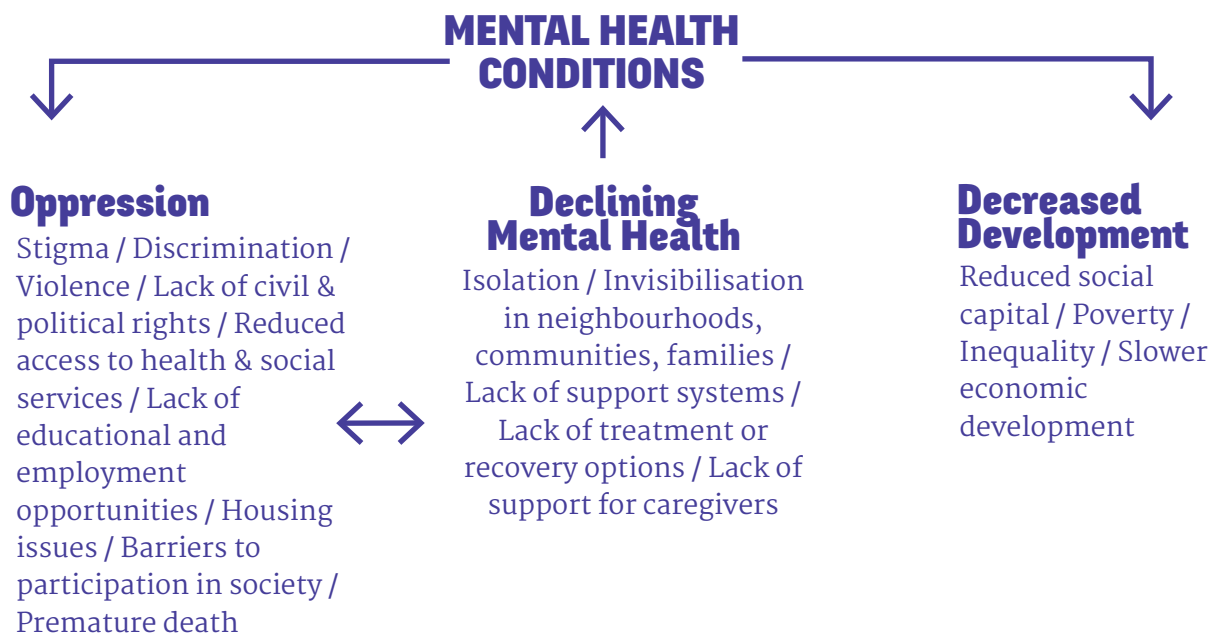 MENTAL HEALTH
CONDITIONS
Oppression
Stigma / Discrimination /
Violence / Lack of civil &
political rights / Reduced
access to health & social
services / Lack of
educational and
employment
opportunities / Housing
issues / Barriers to
participation in society /
Premature death
Declining
Mental Health
Isolation / Invisibilisation
in neighbourhoods,
communities, families /
Lack of support systems /
Lack of treatment or
recovery options / Lack of
support for caregivers
Decreased
Development
Reduced social
capital / Poverty /
Inequality / Slower
economic
development